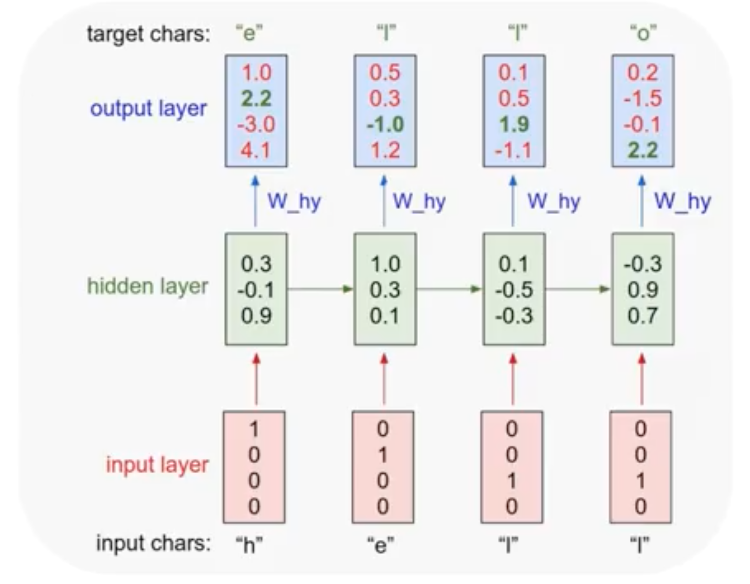 target chars: “e” “l” “l” “o”
1.0 0.5 0.1 0.2
output layer 2.2 0.3 0.5 -1.5
-3.0 -1.0 1.9 -0.1
4.1 1.2 -1.1 2.2
W_hy W_hy W_hy W_hy
0.3 1.0 0.1 -0.3
hidden layer -0.1 0.3 -0.5 0.9
0.9 0.1 -0.3 0.7
1 0 0 0
0 1 0 0
input layer 0 0 1 1
0 0 0 0
input chars: “h” “e” “l” “l”